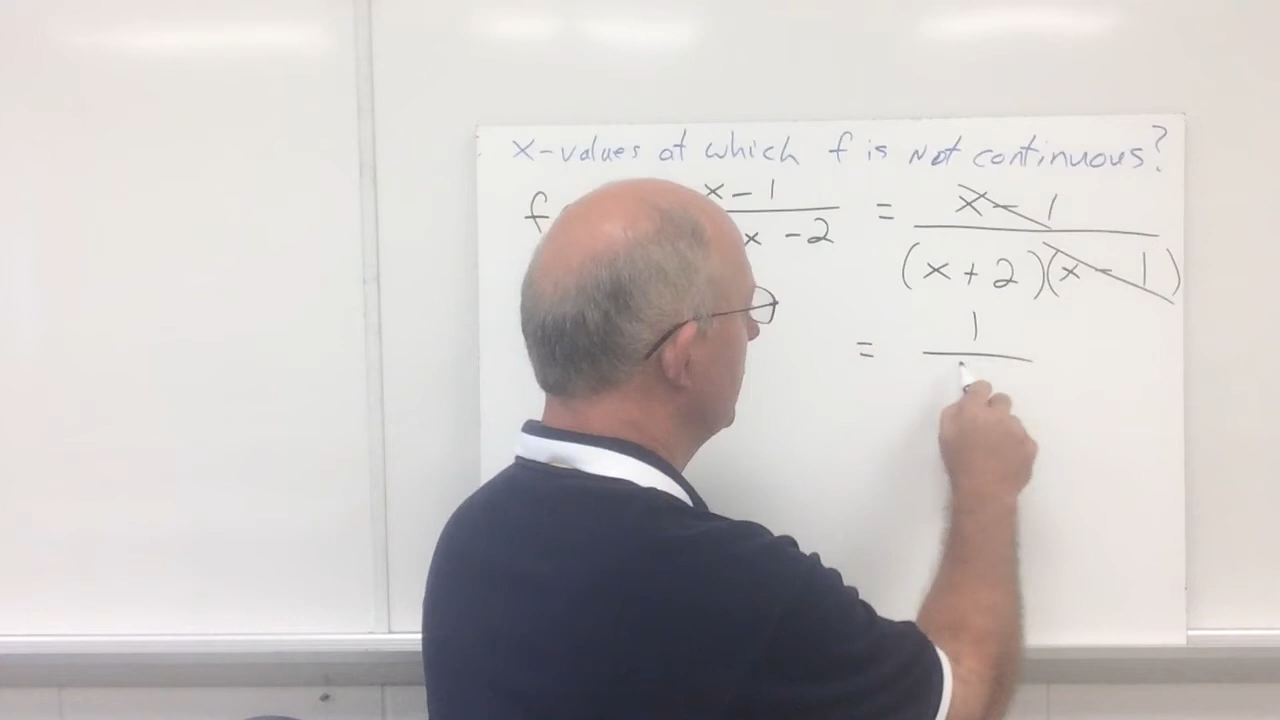 x-values at which f is not continuous?
f x - 1 = x - 1
x - 2 (x + 2)(x - 1)
= 1